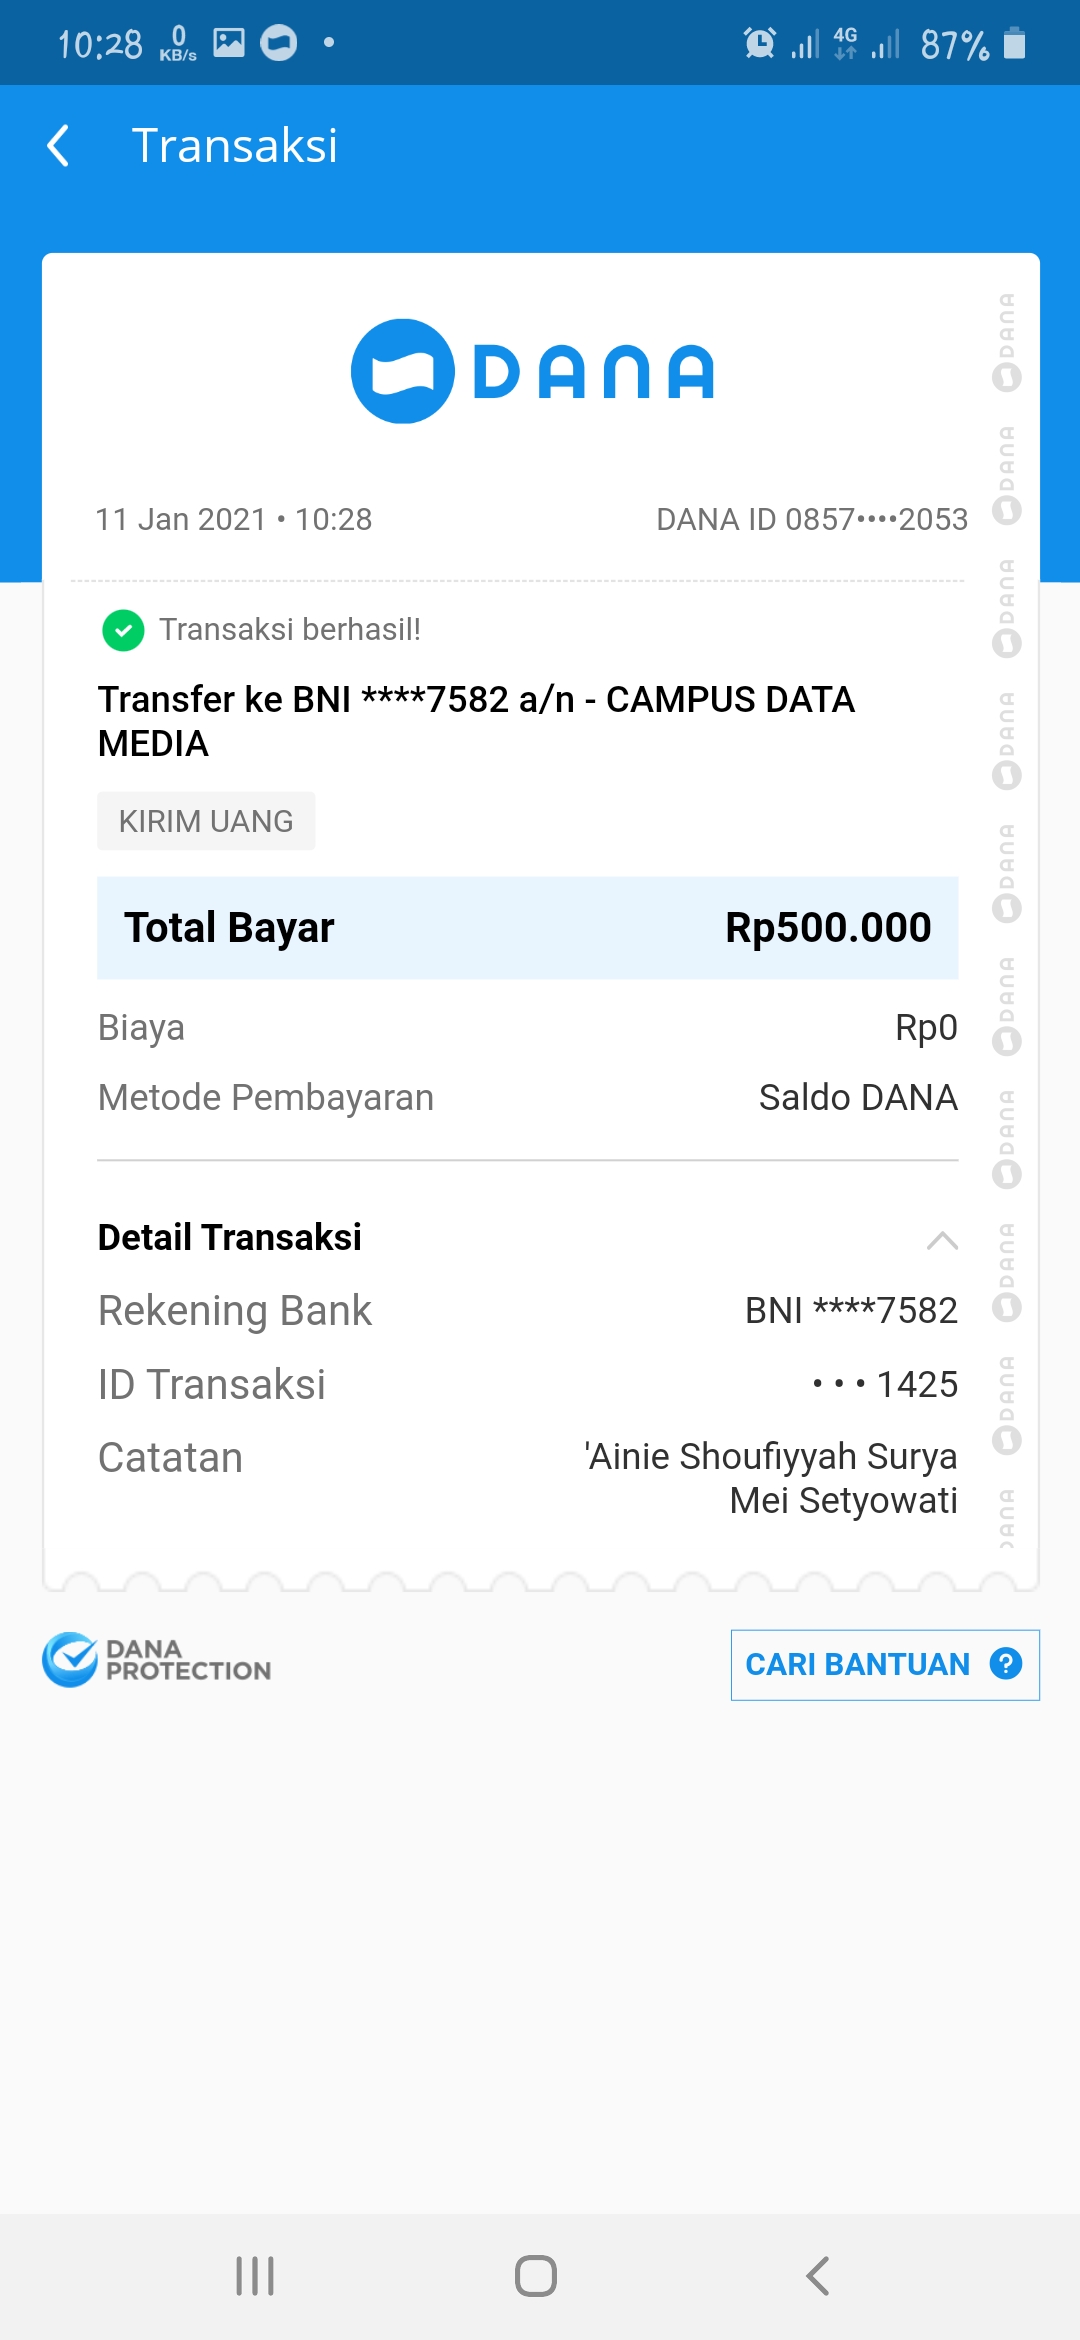 10:28 0 KB/s 4G 87%
Transaksi
DANA
11 Jan 2021 • 10:28 DANA ID 0857••••2053
Transaksi berhasil!
Transfer ke BNI ****7582 a/n - CAMPUS DATA
MEDIA
KIRIM UANG
Total Bayar Rp500.000
Biaya Rp0
Metode Pembayaran Saldo DANA
Detail Transaksi
Rekening Bank BNI ****7582
ID Transaksi • • • 1425
Catatan 'Ainie Shoufiyyah Surya
Mei Setyowati
DANA
PROTECTION
CARI BANTUAN ?
DANA
DANA
DANA
DANA
DANA
DANA
DANA
DANA
DANA
DANA